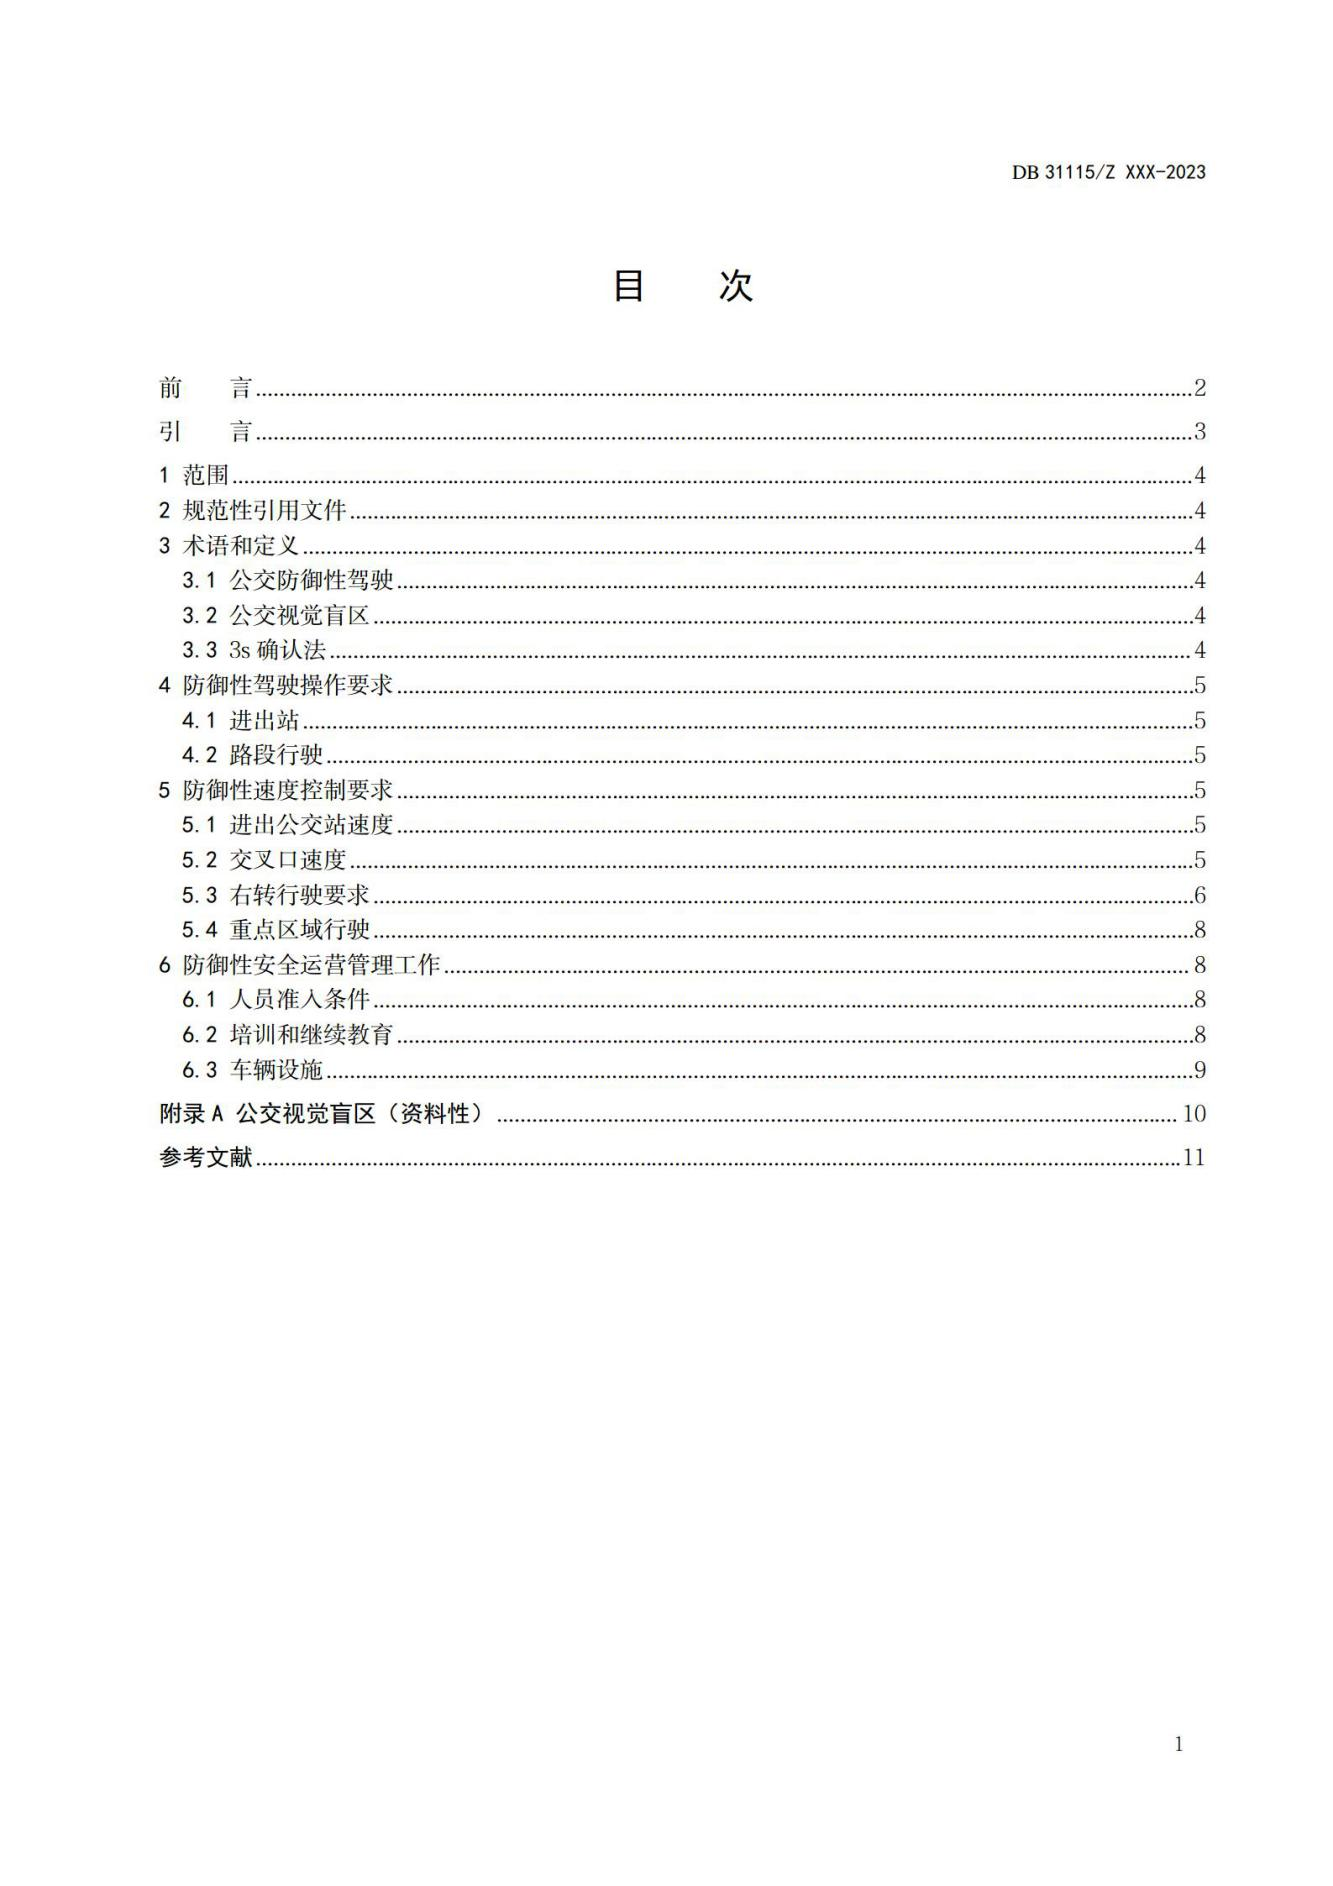 DB 31115/Z XXX-2023
目 次
前 言 2
引 言 3
1 范围 4
2 规范性引用文件 4
3 术语和定义 4
3.1 公交防御性驾驶 4
3.2 公交视觉盲区 4
3.3 3s 确认法 4
4 防御性驾驶操作要求 5
4.1 进出站 5
4.2 路段行驶 5
5 防御性速度控制要求 5
5.1 进出公交站速度 5
5.2 交叉口速度 5
5.3 右转行驶要求 6
5.4 重点区域行驶 8
6 防御性安全运营管理工作 8
6.1 人员准入条件 8
6.2 培训和继续教育 8
6.3 车辆设施 9
附录 A 公交视觉盲区（资料性） 10
参考文献 11
1